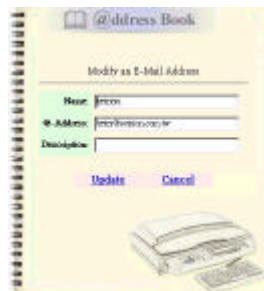 @ddress Book
Modify an E-Mail Address
Name:
@-Address:
Description:
Update Cancel